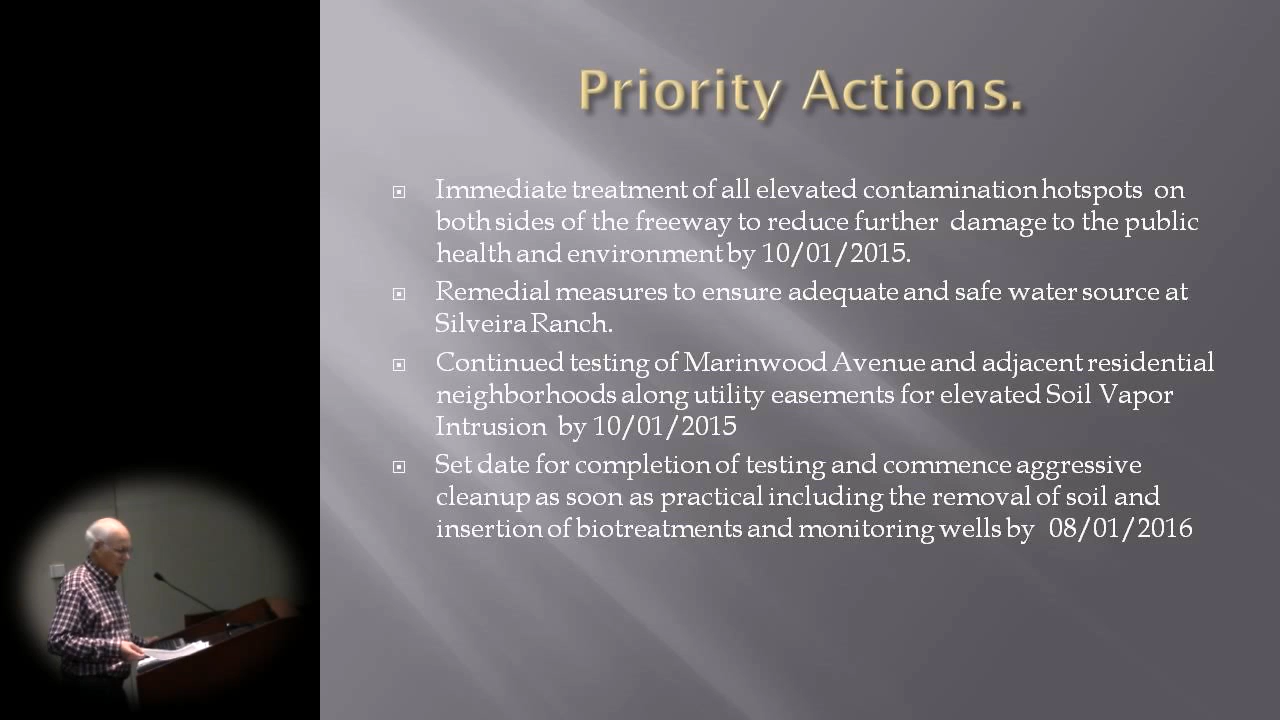 Priority Actions.
Immediate treatment of all elevated contamination hotspots on
both sides of the freeway to reduce further damage to the public
health and environment by 10/01/2015.
Remedial measures to ensure adequate and safe water source at
Silveira Ranch.
Continued testing of Marinwood Avenue and adjacent residential
neighborhoods along utility easements for elevated Soil Vapor
Intrusion by 10/01/2015
Set date for completion of testing and commence aggressive
cleanup as soon as practical including the removal of soil and
insertion of biotreatments and monitoring wells by 08/01/2016